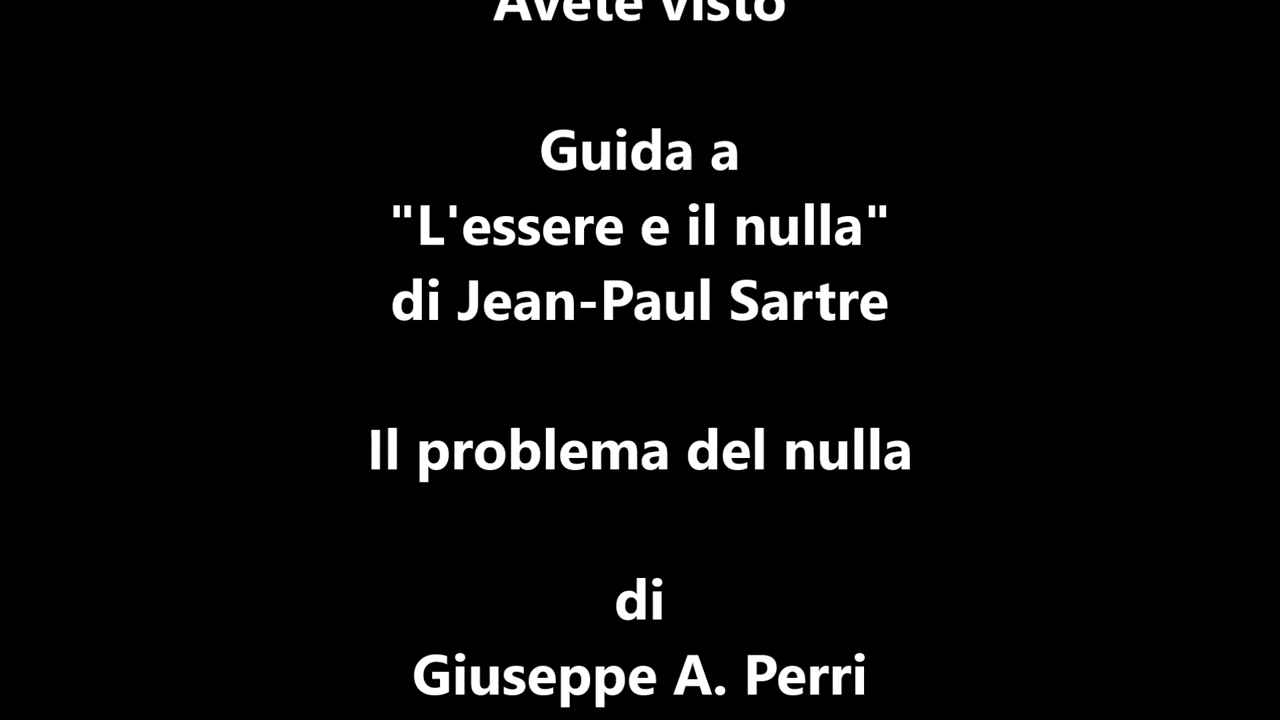 Avete visto
Guida a
"L'essere e il nulla"
di Jean-Paul Sartre
Il problema del nulla
di
Giuseppe A. Perri